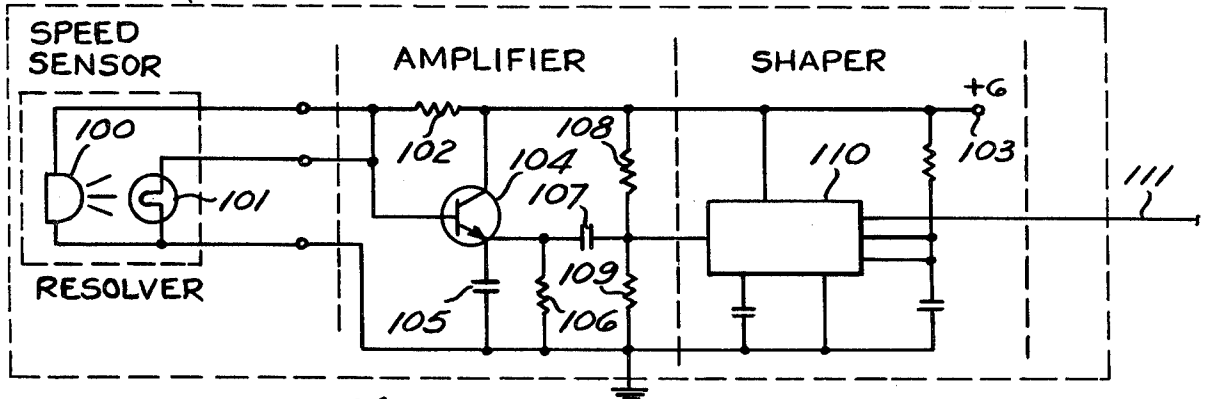 SPEED
SENSOR
AMPLIFIER
SHAPER
+6
100
102
108
103
104
110
111
107
101
109
RESOLVER
105
106